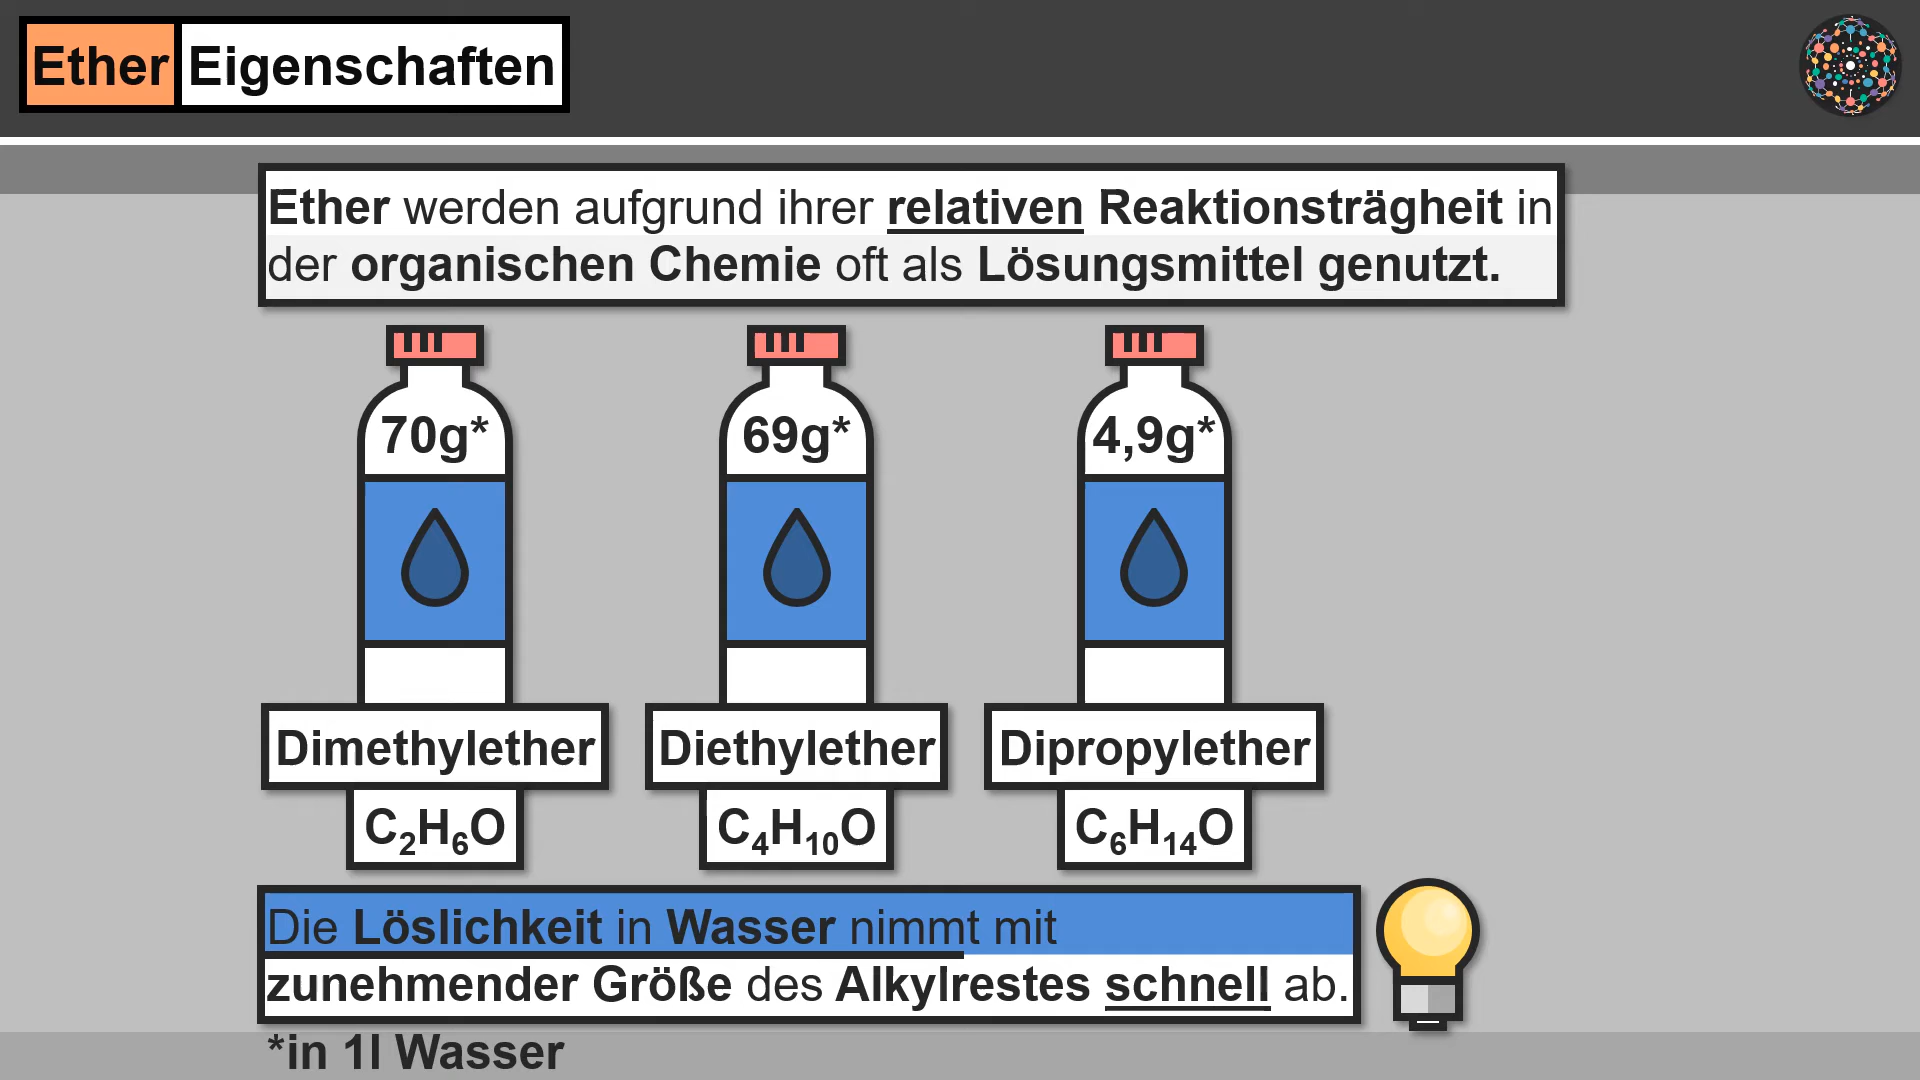 Ether Eigenschaften
Ether werden aufgrund ihrer relativen Reaktionsträgheit in
der organischen Chemie oft als Lösungsmittel genutzt.
70g* 69g* 4,9g*
Dimethylether Diethylether Dipropylether
C₂H₆O C₄H₁₀O C₆H₁₄O
Die Löslichkeit in Wasser nimmt mit
zunehmender Größe des Alkylrestes schnell ab.
*in 1l Wasser